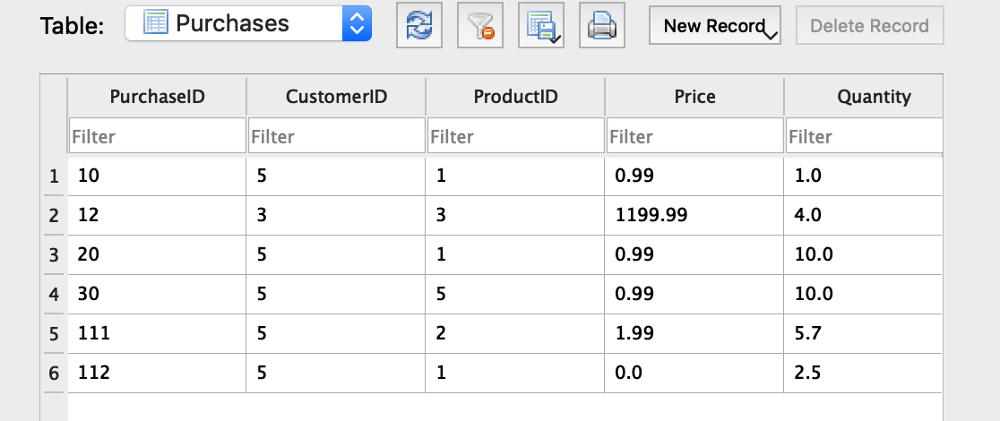 Table: Purchases New Record Delete Record
PurchaseID CustomerID ProductID Price Quantity
Filter Filter Filter Filter Filter
1 10 5 1 0.99 1.0
2 12 3 3 1199.99 4.0
3 20 5 1 0.99 10.0
4 30 5 5 0.99 10.0
5 111 5 2 1.99 5.7
6 112 5 1 0.0 2.5